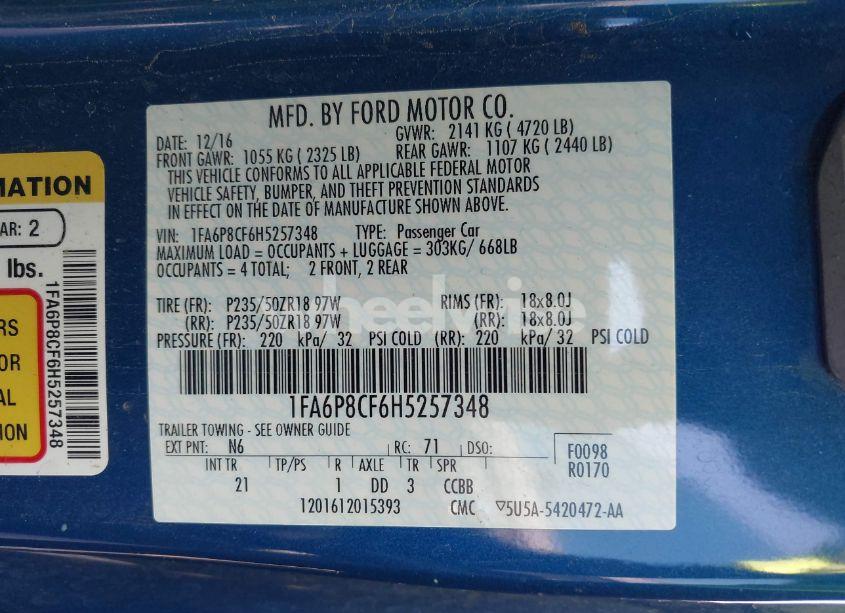 MATION
AR: 2
lbs.
RS
OR
AL
ION
1FA6P8CF6H5257348
MFD. BY FORD MOTOR CO.
DATE: 12/16 GVWR: 2141 KG ( 4720 LB)
FRONT GAWR: 1055 KG ( 2325 LB) REAR GAWR: 1107 KG ( 2440 LB)
THIS VEHICLE CONFORMS TO ALL APPLICABLE FEDERAL MOTOR
VEHICLE SAFETY, BUMPER, AND THEFT PREVENTION STANDARDS
IN EFFECT ON THE DATE OF MANUFACTURE SHOWN ABOVE.
VIN: 1FA6P8CF6H5257348 TYPE: Passenger Car
MAXIMUM LOAD = OCCUPANTS + LUGGAGE = 303KG/ 668LB
OCCUPANTS = 4 TOTAL; 2 FRONT, 2 REAR
TIRE (FR): P235/50ZR18 97W RIMS (FR): 18x8.0J
(RR): P235/50ZR18 97W (RR): 18x8.0J
PRESSURE (FR): 220 kPa/ 32 PSI COLD (RR): 220 kPa/ 32 PSI COLD
1FA6P8CF6H5257348
TRAILER TOWING - SEE OWNER GUIDE
EXT PNT: N6 RC: 71 DSO: F0098
R0170
INT TR TP/PS R AXLE TR SPR
21 1 DD 3 CCBB
1201612015393 CMC ▽5U5A-5420472-AA